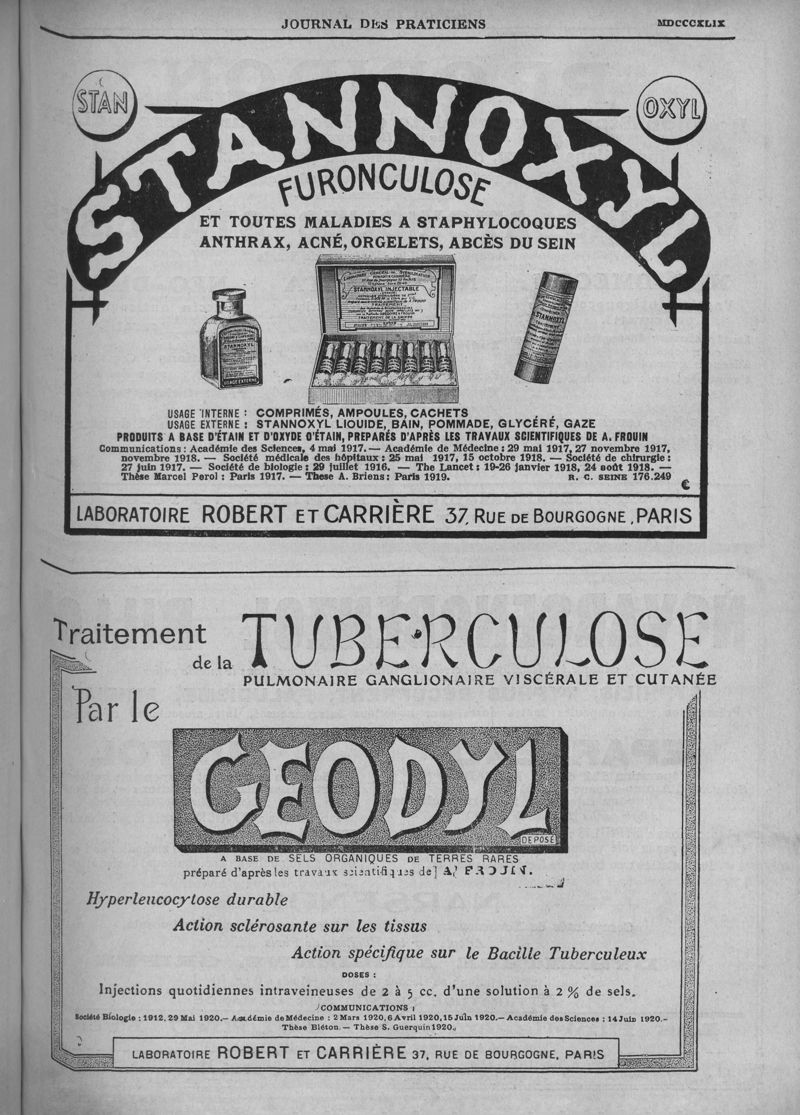 JOURNAL DES PRATICIENS
MDCCCXLIX
STAN
OXYL
STANNOXYL
FURONCULOSE
ET TOUTES MALADIES A STAPHYLOCOQUES
ANTHRAX, ACNÉ, ORGELETS, ABCÈS DU SEIN
STANNOXYL INJECTABLE
STANNOXYL
USAGE EXTERNE
STANNOXYL
USAGE INTERNE : COMPRIMÉS, AMPOULES, CACHETS
USAGE EXTERNE : STANNOXYL LIQUIDE, BAIN, POMMADE, GLYCÉRÉ, GAZE
PRODUITS A BASE D'ÉTAIN ET D'OXYDE D'ÉTAIN, PREPARÉS D'APRÈS LES TRAVAUX SCIENTIFIQUES DE A. FROUIN
Communications : Académie des Sciences, 4 mai 1917. — Académie de Médecine : 29 mai 1917, 27 novembre 1917,
novembre 1918. — Société médicale des hôpitaux : 25 mai 1917, 15 octobre 1918. — Société de chirurgie :
27 juin 1917. — Société de biologie : 29 juillet 1916. — The Lancet : 19-26 janvier 1918, 24 août 1918. —
Thèse Marcel Perol : Paris 1917. — These A. Briens : Paris 1919. R. C. SEINE 176.249
LABORATOIRE ROBERT ET CARRIÈRE 37, RUE DE BOURGOGNE, PARIS
Traitement
de la TUBERCULOSE
PULMONAIRE GANGLIONAIRE VISCÉRALE ET CUTANÉE
Par le
GEODYL
DEPOSÉ
A BASE DE SELS ORGANIQUES DE TERRES RARES
préparé d'après les travaux scientifiques de A. FROUIN.
Hyperleucocytose durable
Action sclérosante sur les tissus
Action spécifique sur le Bacille Tuberculeux
DOSES :
Injections quotidiennes intraveineuses de 2 à 5 cc. d'une solution à 2 % de sels.
COMMUNICATIONS :
Société Biologie : 1912, 29 Mai 1920. — Académie de Médecine : 2 Mars 1920, 6 Avril 1920, 15 Juin 1920. — Académie des Sciences : 14 Juin 1920. —
Thèse Bléton. — Thèse S. Guerquin 1920.
LABORATOIRE ROBERT ET CARRIÈRE 37, RUE DE BOURGOGNE, PARIS